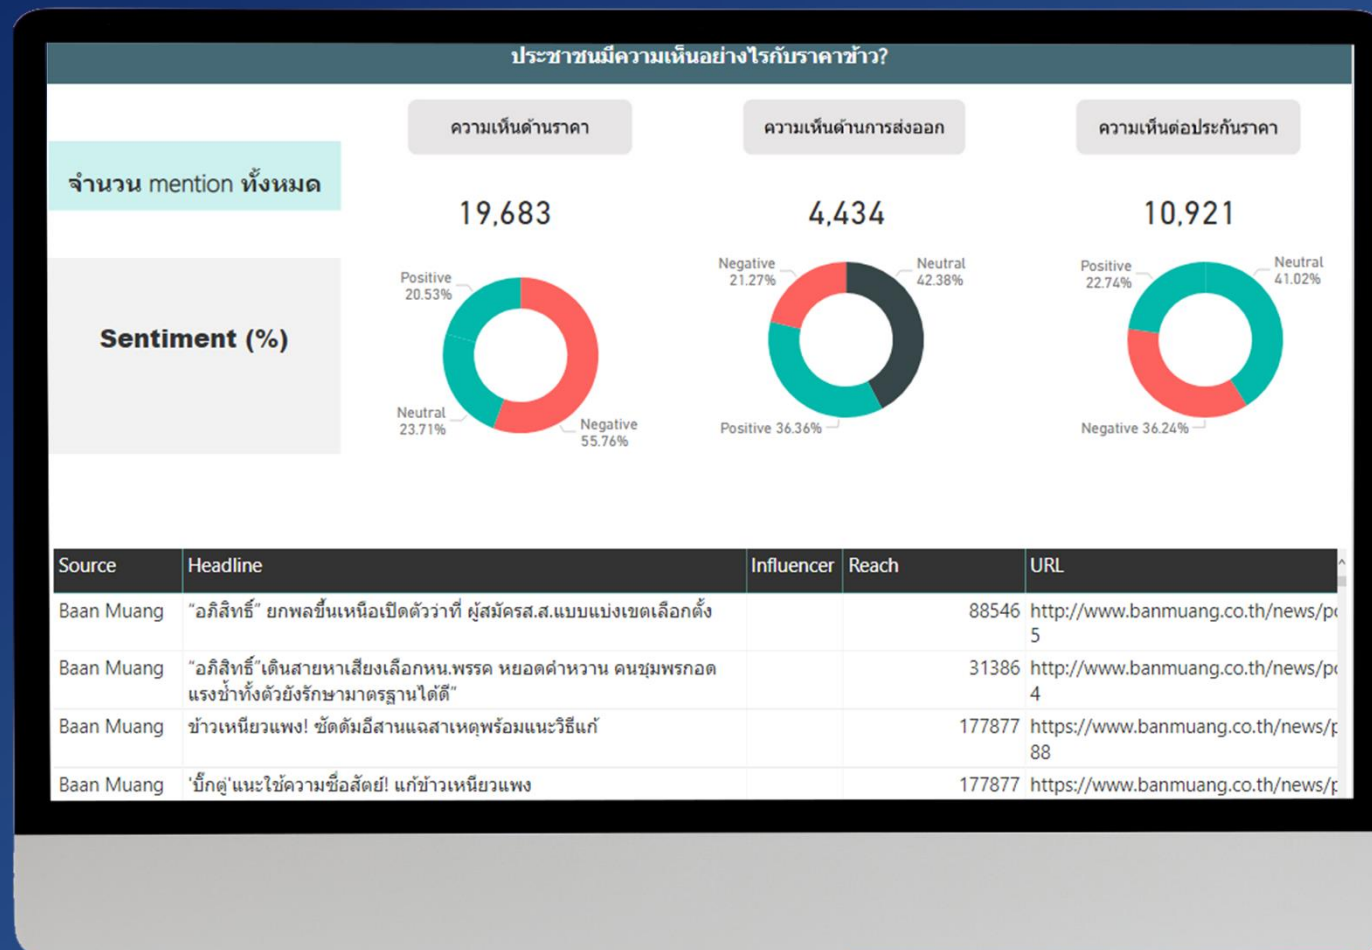 ประชาชนมีความเห็นอย่างไรกับราคาข้าว?
ความเห็นด้านราคา
ความเห็นด้านการส่งออก
ความเห็นต่อประกันราคา
จำนวน mention ทั้งหมด
19,683
4,434
10,921
Sentiment (%)
Positive
20.53%
Neutral
23.71%
Negative
55.76%
Negative
21.27%
Neutral
42.38%
Positive 36.36%
Positive
22.74%
Neutral
41.02%
Negative 36.24%
Source Headline Influencer Reach URL
Baan Muang "อภิสิทธิ์" ยกพลขึ้นเหนือเปิดตัวว่าที่ ผู้สมัครส.ส.แบบแบ่งเขตเลือกตั้ง 88546 http://www.banmuang.co.th/news/po
5
Baan Muang "อภิสิทธิ์"เดินสายหาเสียงเลือกหน.พรรค หยอดคำหวาน คนชุมพรกอด 31386 http://www.banmuang.co.th/news/po
แรงช้ำทั้งตัวยังรักษามาตรฐานได้ดี" 4
Baan Muang ข้าวเหนียวแพง! ซัดดัมอีสานแฉสาเหตุพร้อมแนะวิธีแก้ 177877 https://www.banmuang.co.th/news/p
88
Baan Muang 'บิ๊กตู่'แนะใช้ความซื่อสัตย์! แก้ข้าวเหนียวแพง 177877 https://www.banmuang.co.th/news/p